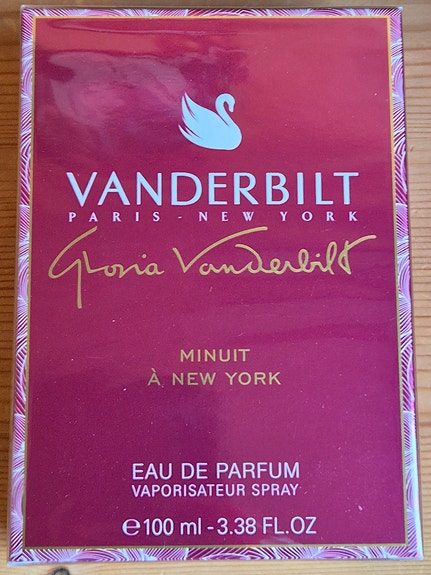 VANDERBILT
PARIS - NEW YORK
Gloria Vanderbilt
MINUIT
À NEW YORK
EAU DE PARFUM
VAPORISATEUR SPRAY
℮100 ml - 3.38 FL.OZ